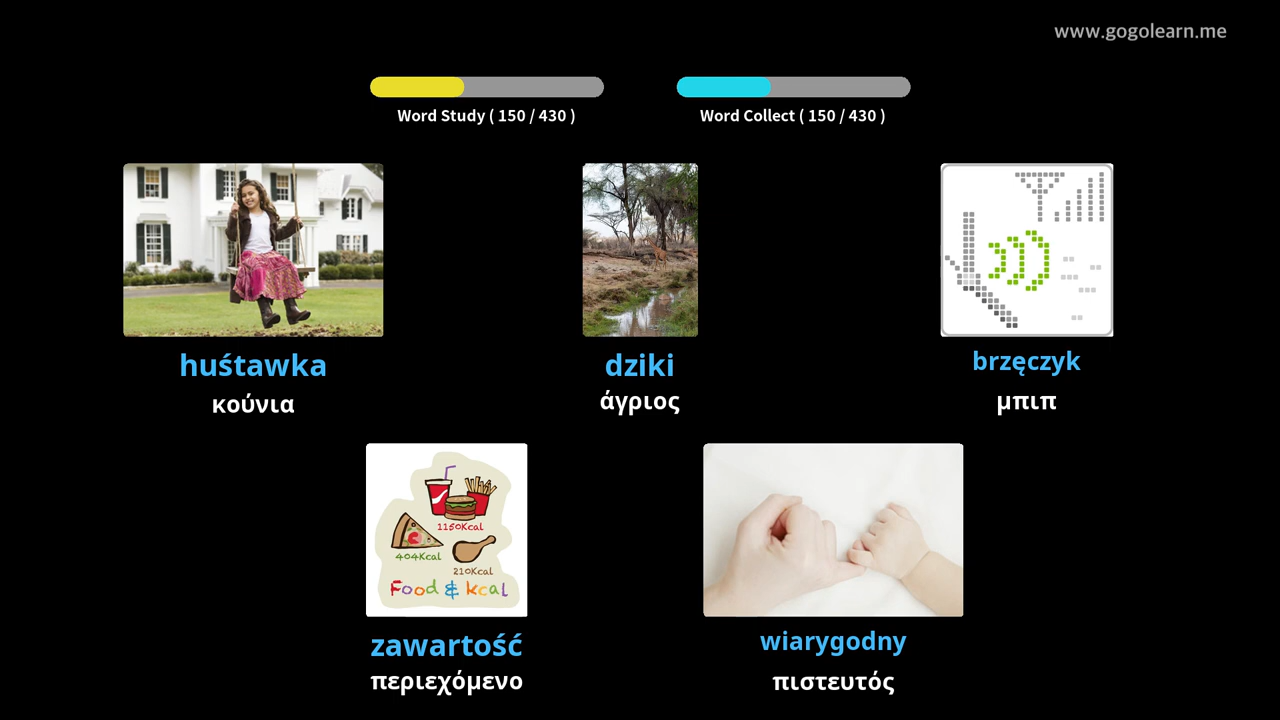 www.gogolearn.me
Word Study ( 150 / 430 )
Word Collect ( 150 / 430 )
huśtawka
κούνια
dziki
άγριος
brzęczyk
μπιπ
1150Kcal
404Kcal
210Kcal
Food & kcal
zawartość
περιεχόμενο
wiarygodny
πιστευτός